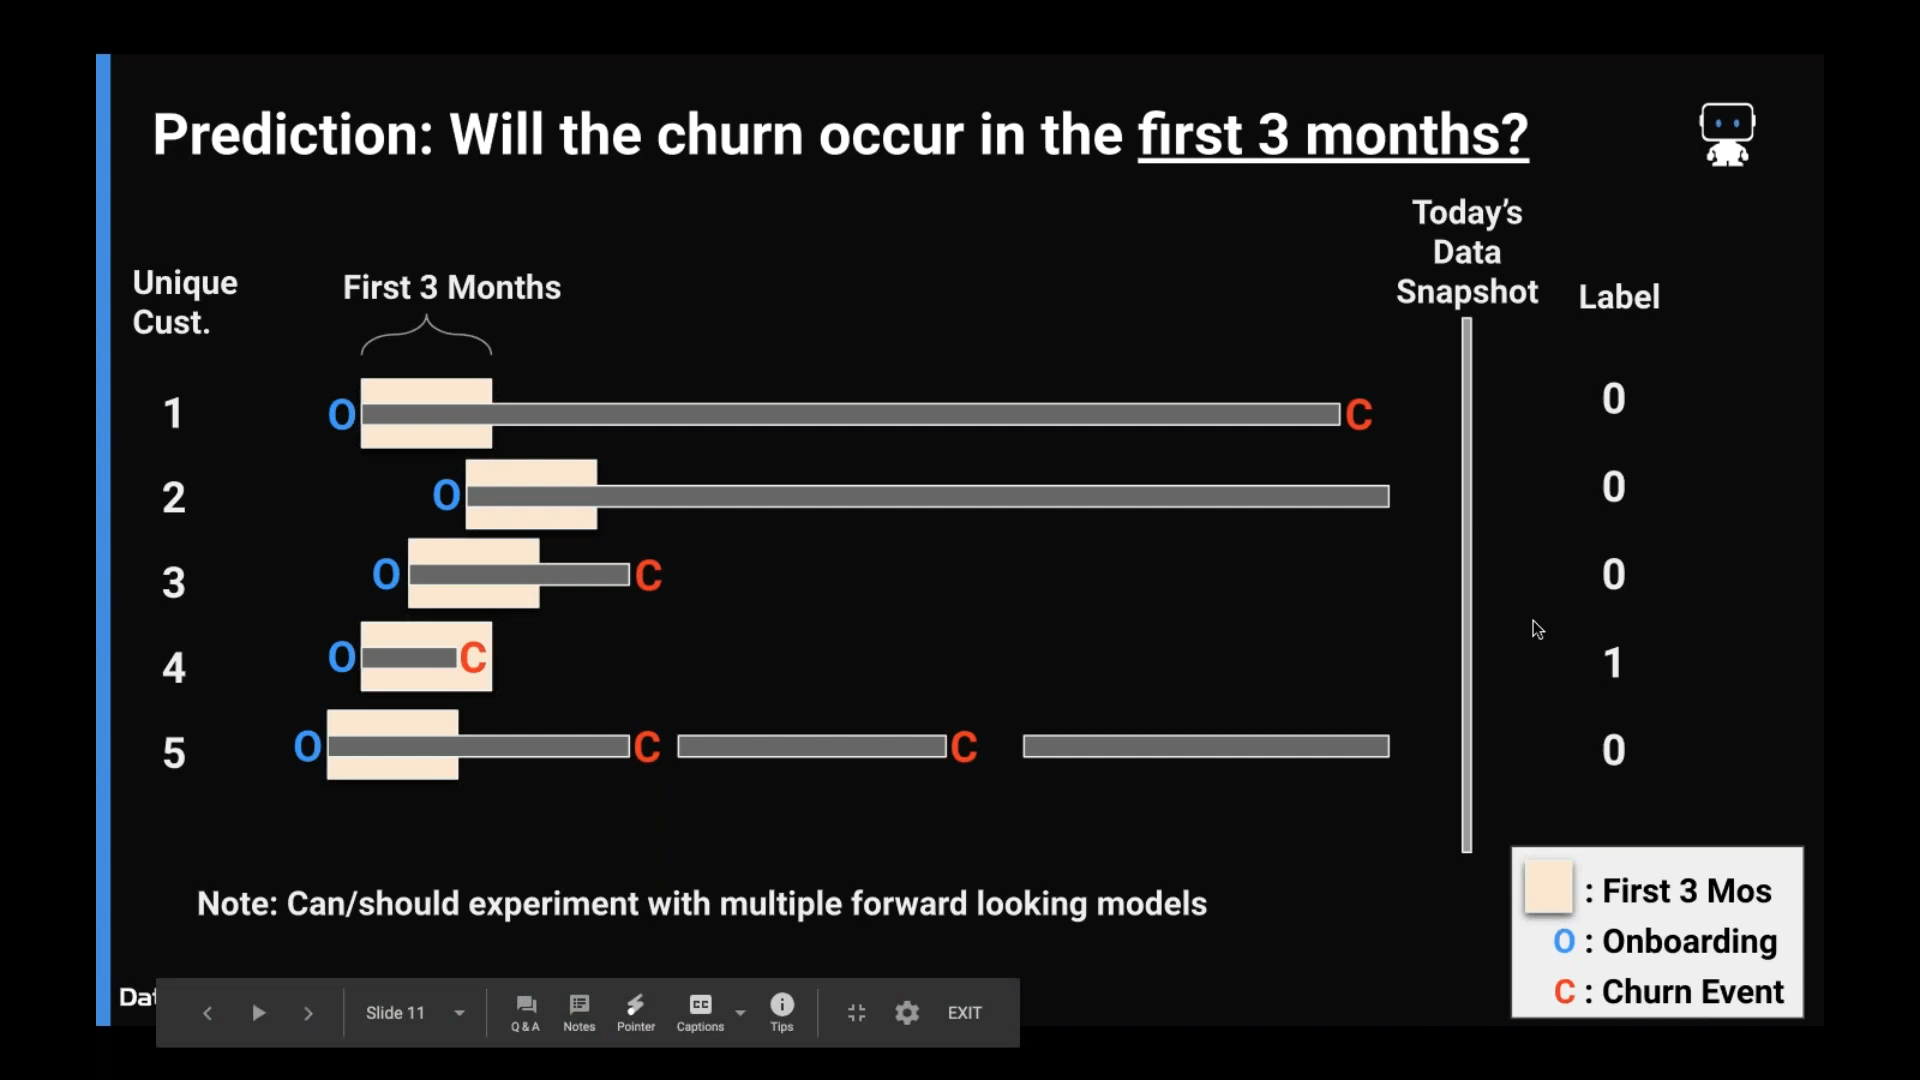 Prediction: Will the churn occur in the first 3 months?
Today's
Data
Snapshot
Label
Unique
Cust.
First 3 Months
1 O C 0
2 O 0
3 O C 0
4 O C 1
5 O C C 0
Note: Can/should experiment with multiple forward looking models
: First 3 Mos
O : Onboarding
C : Churn Event
Slide 11
Q & A
Notes
Pointer
CC
Captions
Tips
EXIT